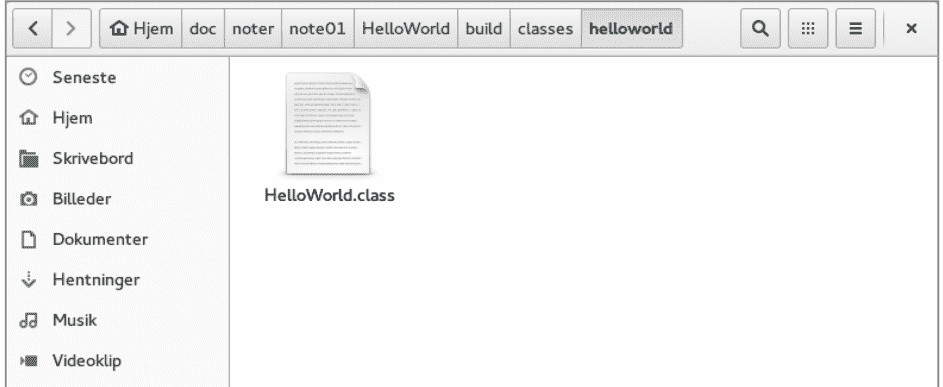 Hjem doc noter note01 HelloWorld build classes helloworld
Seneste
Hjem
Skrivebord
Billeder
Dokumenter
Hentninger
Musik
Videoklip
HelloWorld.class